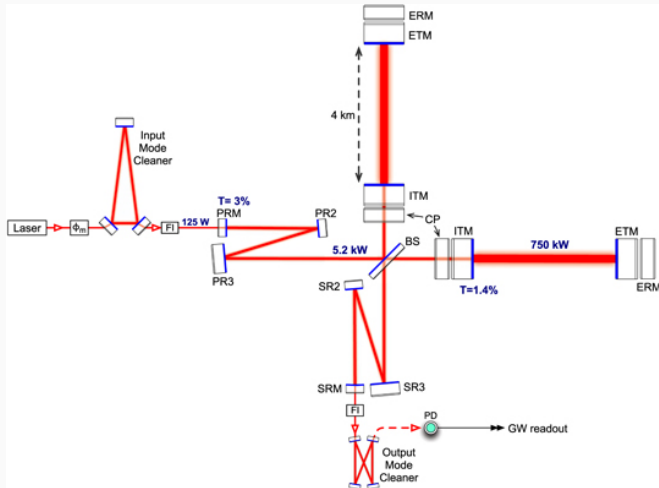 ERM
ETM
4 km
Input
Mode
Cleaner
ITM
T= 3%
PRM
PR2
CP
Laser
ϕm
FI
125 W
BS
ITM
ETM
5.2 kW
750 kW
PR3
SR2
T=1.4%
ERM
SRM
SR3
FI
PD
GW readout
Output
Mode
Cleaner